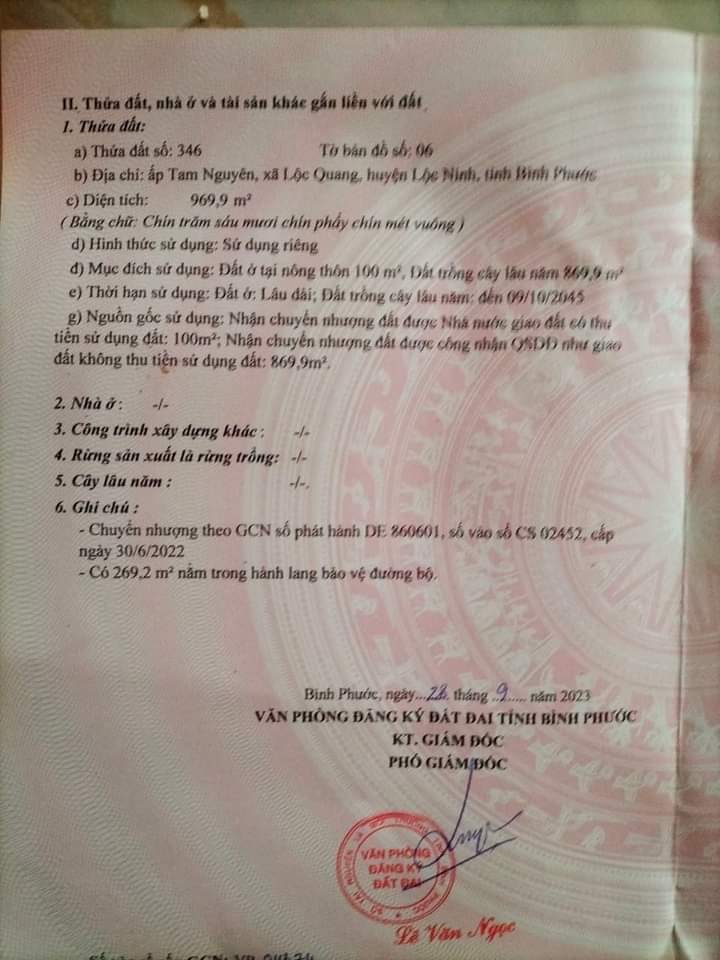 II. Thửa đất, nhà ở và tài sản khác gắn liền với đất
1. Thửa đất:
a) Thửa đất số: 346 Tờ bản đồ số: 06
b) Địa chỉ: ấp Tam Nguyên, xã Lộc Quang, huyện Lộc Ninh, tỉnh Bình Phước
c) Diện tích: 969,9 m²
( Bằng chữ: Chín trăm sáu mươi chín phẩy chín mét vuông )
d) Hình thức sử dụng: Sử dụng riêng
đ) Mục đích sử dụng: Đất ở tại nông thôn 100 m², Đất trồng cây lâu năm 869,9 m²
e) Thời hạn sử dụng: Đất ở: Lâu dài; Đất trồng cây lâu năm: đến 09/10/2045
g) Nguồn gốc sử dụng: Nhận chuyển nhượng đất được Nhà nước giao đất có thu
tiền sử dụng đất: 100m²; Nhận chuyển nhượng đất được công nhận QSDĐ như giao
đất không thu tiền sử dụng đất: 869,9m².
2. Nhà ở : -/-
3. Công trình xây dựng khác : -/-
4. Rừng sản xuất là rừng trồng: -/-
5. Cây lâu năm : -/-.
6. Ghi chú :
- Chuyển nhượng theo GCN số phát hành DE 860601, số vào sổ CS 02452, cấp
ngày 30/6/2022
- Có 269,2 m² nằm trong hành lang bảo vệ đường bộ.
Bình Phước, ngày...28. tháng ..9..... năm 2023
VĂN PHÒNG ĐĂNG KÝ ĐẤT ĐAI TỈNH BÌNH PHƯỚC
KT. GIÁM ĐỐC
PHÓ GIÁM ĐỐC
VĂN PHÒNG
ĐĂNG KÝ
ĐẤT ĐAI
Lê Văn Ngọc